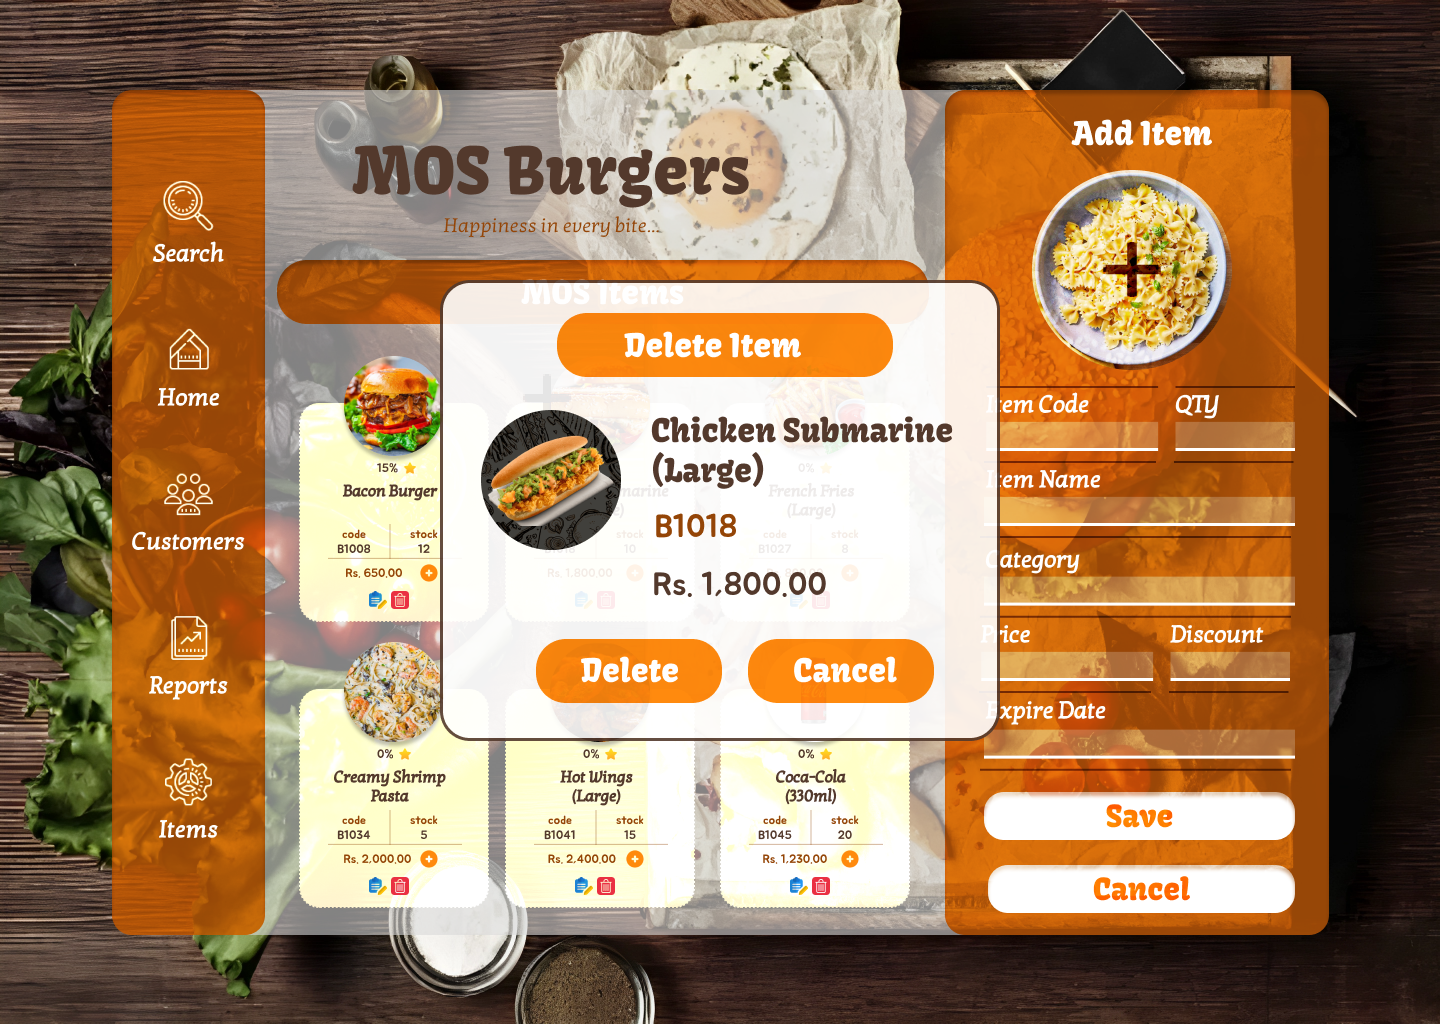 Search
Home
Customers
Reports
Items
MOS Burgers
Happiness in every bite...
MOS Items
15%
Bacon Burger
code stock
B1008 12
Rs. 650.00
marine
stock
10
Rs. 1,800.00
0%
French Fries
(Large)
code stock
B1027 8
0%
Creamy Shrimp
Pasta
code stock
B1034 5
Rs. 2,000.00
0%
Hot Wings
(Large)
code stock
B1041 15
Rs. 2,400.00
0%
Coca-Cola
(330ml)
code stock
B1045 20
Rs. 1,230.00
Delete Item
Chicken Submarine
(Large)
B1018
Rs. 1,800.00
Delete Cancel
Add Item
Item Code QTY
Item Name
Category
Price Discount
Expire Date
Save
Cancel